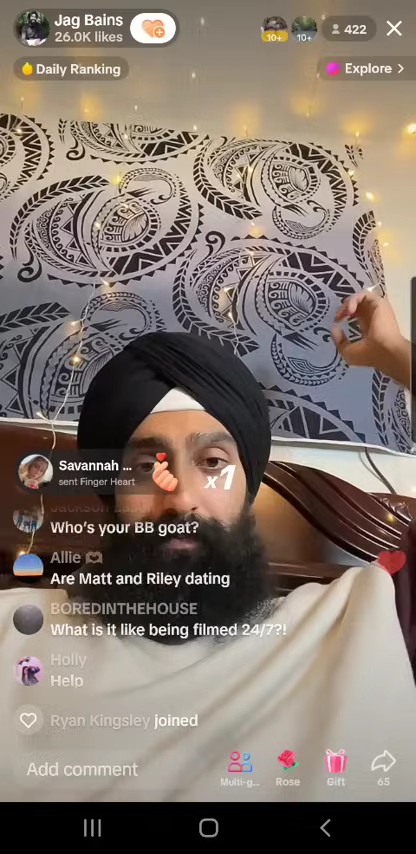 Jag Bains
26.0K likes
10+
10+
422
Daily Ranking
Explore >
Savannah ...
sent Finger Heart
x1
Who's your BB goat?
Allie
Are Matt and Riley dating
BOREDINTHEHOUSE
What is it like being filmed 24/7?!
Holly
Help
Ryan Kingsley joined
Add comment
Multi-g...
Rose
Gift
65